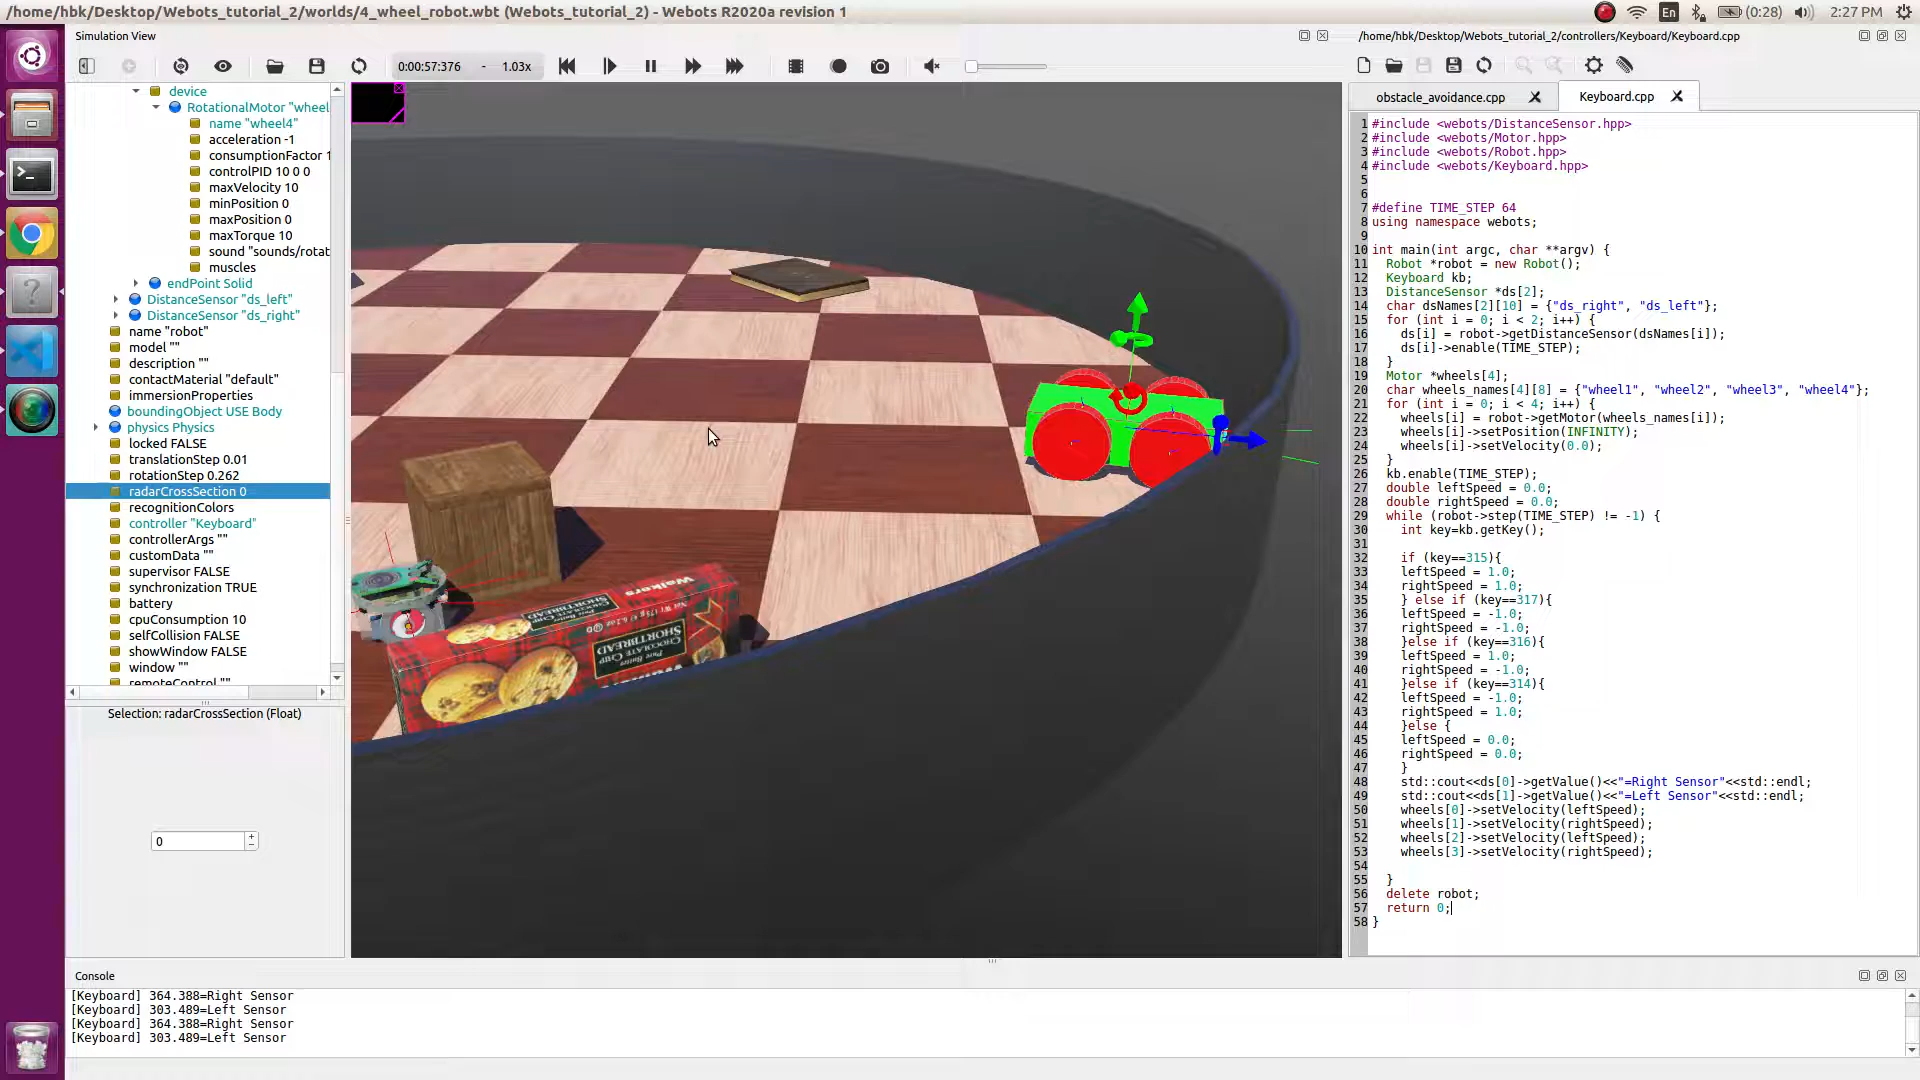 /home/hbk/Desktop/Webots_tutorial_2/worlds/4_wheel_robot.wbt (Webots_tutorial_2) - Webots R2020a revision 1
En
(0:28)
2:27 PM
Simulation View
0:00:57:376 - 1.03x
device
RotationalMotor "wheel
name "wheel4"
acceleration -1
consumptionFactor 1
controlPID 10 0 0
maxVelocity 10
minPosition 0
maxPosition 0
maxTorque 10
sound "sounds/rotat
muscles
endPoint Solid
DistanceSensor "ds_left"
DistanceSensor "ds_right"
name "robot"
model ""
description ""
contactMaterial "default"
immersionProperties
boundingObject USE Body
physics Physics
locked FALSE
translationStep 0.01
rotationStep 0.262
radarCrossSection 0
recognitionColors
controller "Keyboard"
controllerArgs ""
customData ""
supervisor FALSE
synchronization TRUE
battery
cpuConsumption 10
selfCollision FALSE
showWindow FALSE
window ""
remoteControl ""
Selection: radarCrossSection (Float)
0
Walkers
CHOCOLATE CHIP
SHORTBREAD
Pure Butter
CHOCOLATE CHIP
SHORTBREAD
/home/hbk/Desktop/Webots_tutorial_2/controllers/Keyboard/Keyboard.cpp
obstacle_avoidance.cpp
Keyboard.cpp
1 #include <webots/DistanceSensor.hpp>
2 #include <webots/Motor.hpp>
3 #include <webots/Robot.hpp>
4 #include <webots/Keyboard.hpp>
5
6
7 #define TIME_STEP 64
8 using namespace webots;
9
10 int main(int argc, char **argv) {
11 Robot *robot = new Robot();
12 Keyboard kb;
13 DistanceSensor *ds[2];
14 char dsNames[2][10] = {"ds_right", "ds_left"};
15 for (int i = 0; i < 2; i++) {
16 ds[i] = robot->getDistanceSensor(dsNames[i]);
17 ds[i]->enable(TIME_STEP);
18 }
19 Motor *wheels[4];
20 char wheels_names[4][8] = {"wheel1", "wheel2", "wheel3", "wheel4"};
21 for (int i = 0; i < 4; i++) {
22 wheels[i] = robot->getMotor(wheels_names[i]);
23 wheels[i]->setPosition(INFINITY);
24 wheels[i]->setVelocity(0.0);
25 }
26 kb.enable(TIME_STEP);
27 double leftSpeed = 0.0;
28 double rightSpeed = 0.0;
29 while (robot->step(TIME_STEP) != -1) {
30 int key=kb.getKey();
31
32 if (key==315){
33 leftSpeed = 1.0;
34 rightSpeed = 1.0;
35 } else if (key==317){
36 leftSpeed = -1.0;
37 rightSpeed = -1.0;
38 }else if (key==316){
39 leftSpeed = 1.0;
40 rightSpeed = -1.0;
41 }else if (key==314){
42 leftSpeed = -1.0;
43 rightSpeed = 1.0;
44 }else {
45 leftSpeed = 0.0;
46 rightSpeed = 0.0;
47 }
48 std::cout<<ds[0]->getValue()<<"=Right Sensor"<<std::endl;
49 std::cout<<ds[1]->getValue()<<"=Left Sensor"<<std::endl;
50 wheels[0]->setVelocity(leftSpeed);
51 wheels[1]->setVelocity(rightSpeed);
52 wheels[2]->setVelocity(leftSpeed);
53 wheels[3]->setVelocity(rightSpeed);
54
55 }
56 delete robot;
57 return 0;
58 }
Console
[Keyboard] 364.388=Right Sensor
[Keyboard] 303.489=Left Sensor
[Keyboard] 364.388=Right Sensor
[Keyboard] 303.489=Left Sensor